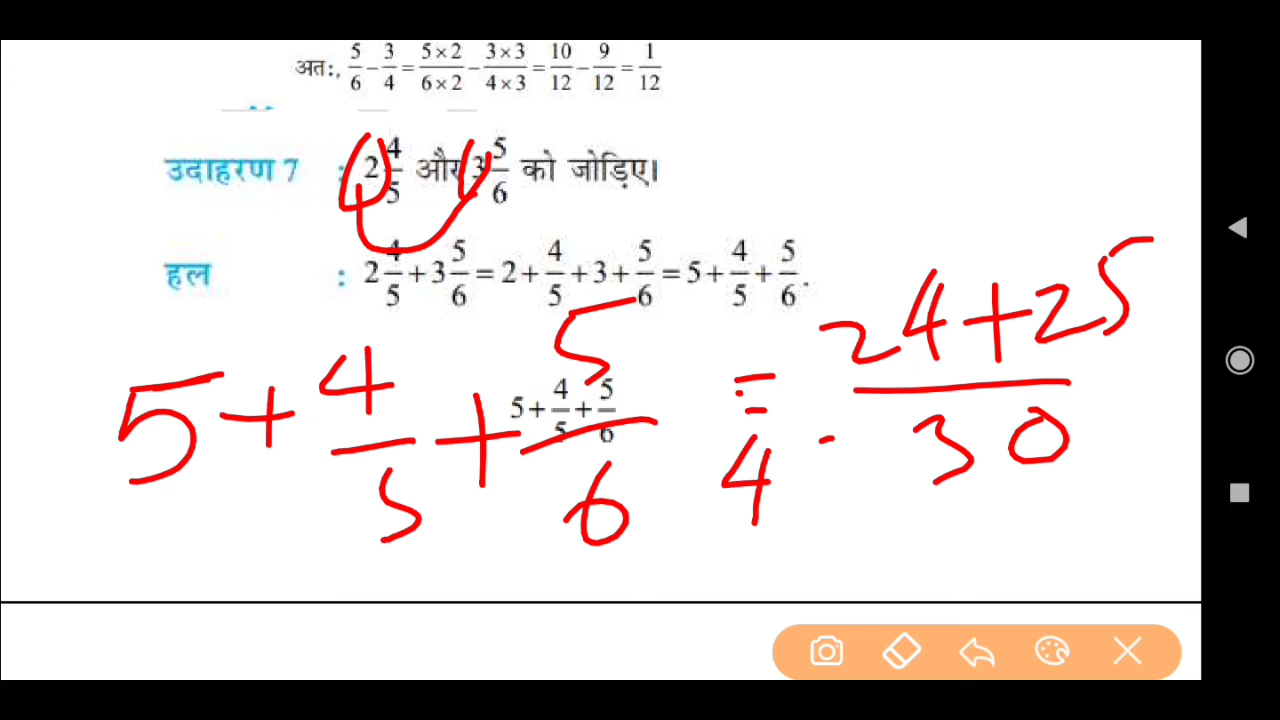 अतः, 5/6 − 3/4 = 5×2/6×2 − 3×3/4×3 = 10/12 − 9/12 = 1/12
उदाहरण 7 : 2 4/5 और 3 5/6 को जोड़िए।
हल : 2 4/5 + 3 5/6 = 2 + 4/5 + 3 + 5/6 = 5 + 4/5 + 5/6 .
5 + 4/5 + 5/6
5 + 4/5 + 5/6 = 24+25/30
4